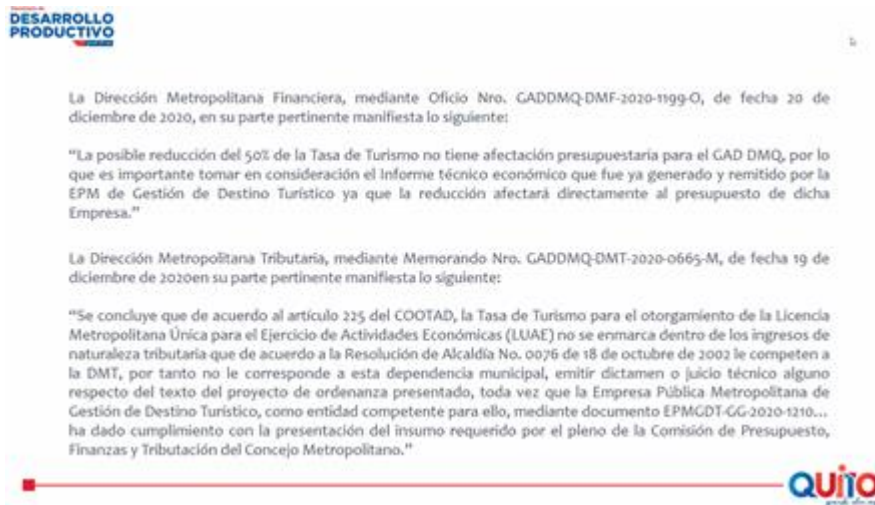 DESARROLLO
PRODUCTIVO
La Dirección Metropolitana Financiera, mediante Oficio Nro. GADDMQ-DMF-2020-1199-O, de fecha 20 de
diciembre de 2020, en su parte pertinente manifiesta lo siguiente:
“La posible reducción del 50% de la Tasa de Turismo no tiene afectación presupuestaria para el GAD DMQ, por lo
que es importante tomar en consideración el Informe técnico económico que fue ya generado y remitido por la
EPM de Gestión de Destino Turístico ya que la reducción afectará directamente al presupuesto de dicha
Empresa.”
La Dirección Metropolitana Tributaria, mediante Memorando Nro. GADDMQ-DMT-2020-0665-M, de fecha 19 de
diciembre de 2020en su parte pertinente manifiesta lo siguiente:
“Se concluye que de acuerdo al artículo 225 del COOTAD, la Tasa de Turismo para el otorgamiento de la Licencia
Metropolitana Única para el Ejercicio de Actividades Económicas (LUAE) no se enmarca dentro de los ingresos de
naturaleza tributaria que de acuerdo a la Resolución de Alcaldía No. 0076 de 18 de octubre de 2002 le competen a
la DMT, por tanto no le corresponde a esta dependencia municipal, emitir dictamen o juicio técnico alguno
respecto del texto del proyecto de ordenanza presentado, toda vez que la Empresa Pública Metropolitana de
Gestión de Destino Turístico, como entidad competente para ello, mediante documento EPMGDT-GG-2020-1210...
ha dado cumplimiento con la presentación del insumo requerido por el pleno de la Comisión de Presupuesto,
Finanzas y Tributación del Concejo Metropolitano.”
QUITO